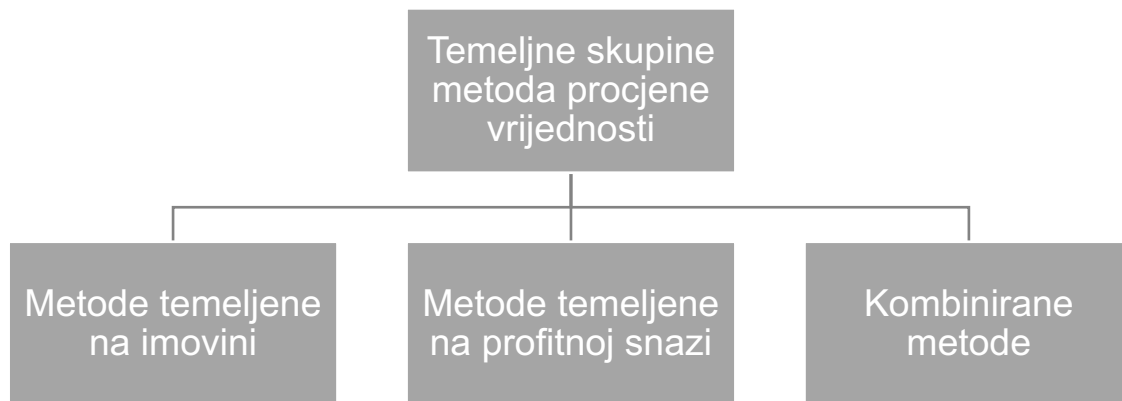 Temeljne skupine
metoda procjene
vrijednosti
Metode temeljene
na imovini
Metode temeljene
na profitnoj snazi
Kombinirane
metode